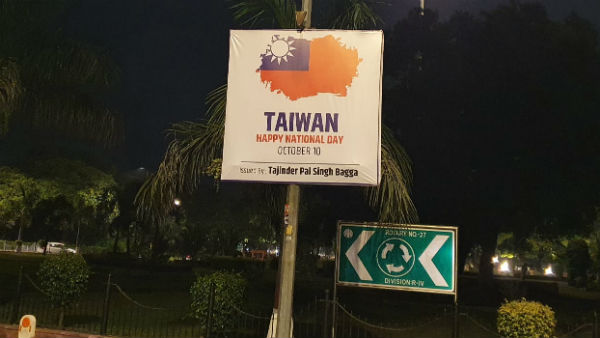 TAIWAN
HAPPY NATIONAL DAY
OCTOBER 10
Issued By: Tajinder Pal Singh Bagga
ROTARY NO-27
DIVISION R-IV